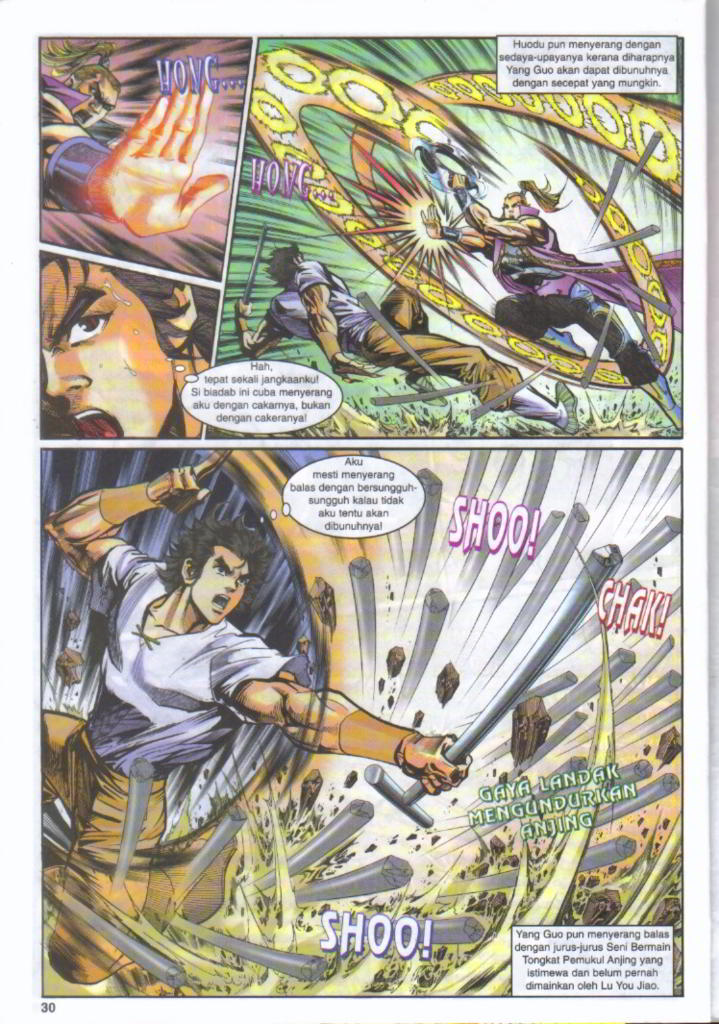 HONG...
Huodu pun menyerang dengan
sedaya-upayanya kerana diharapnya
Yang Guo akan dapat dibunuhnya
dengan secepat yang mungkin.
HONG...
Hah,
tepat sekali jangkaanku!
Si biadab ini cuba menyerang
aku dengan cakarnya, bukan
dengan cakeranya!
Aku
mesti menyerang
balas dengan bersungguh-
sungguh kalau tidak
aku tentu akan
dibunuhnya!
SHOO!
CHAK!
GAYA LANDAK
MENGUNDURKAN
ANJING
SHOO!
Yang Guo pun menyerang balas
dengan jurus-jurus Seni Bermain
Tongkat Pemukul Anjing yang
istimewa dan belum pernah
dimainkan oleh Lu You Jiao.
30